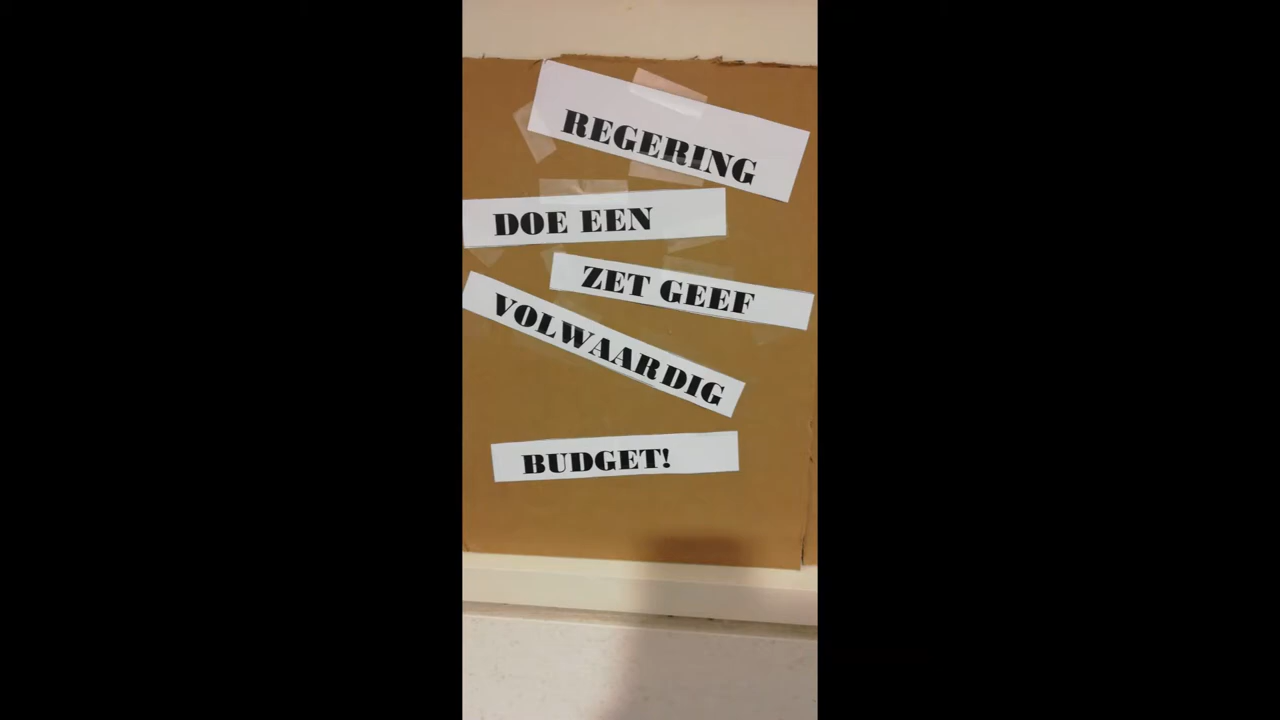 REGERING
DOE EEN
ZET GEEF
VOLWAARDIG
BUDGET!